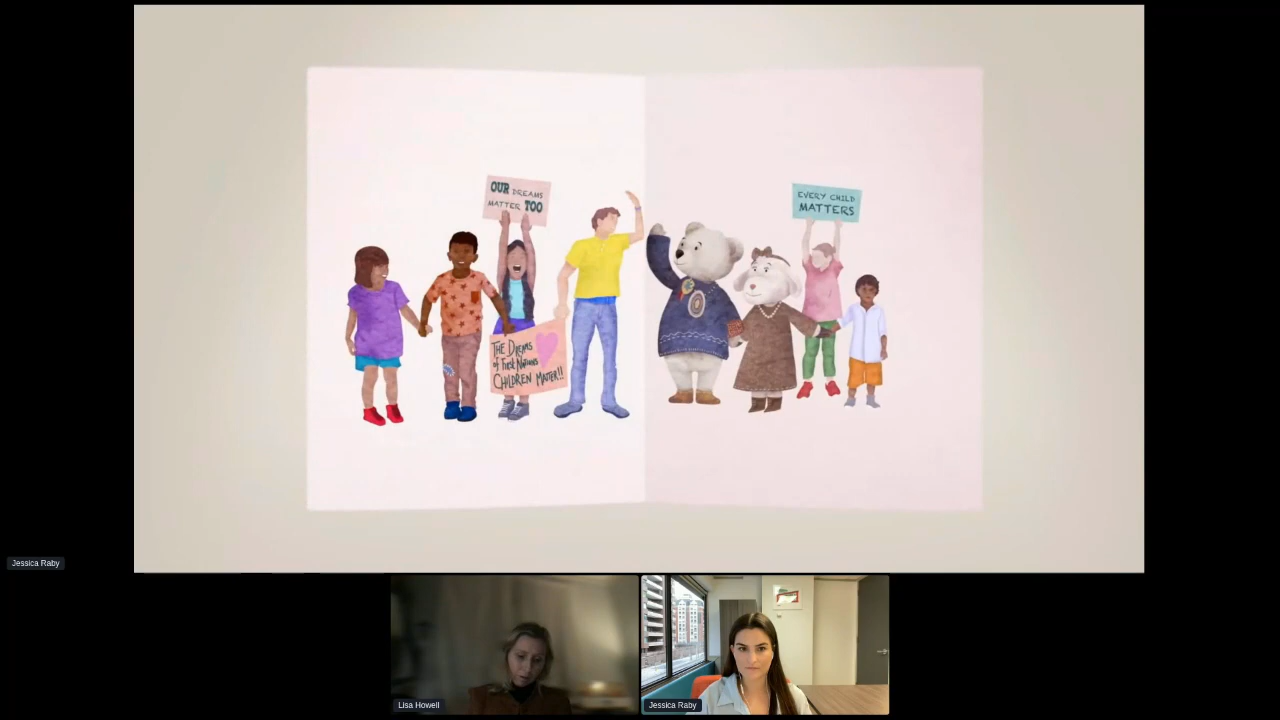 OUR DREAMS
MATTER TOO
EVERY CHILD
MATTERS
THE DREAMS
of FIRST NATIONS
CHILDREN MATTER!!
Jessica Raby
Lisa Howell
Jessica Raby